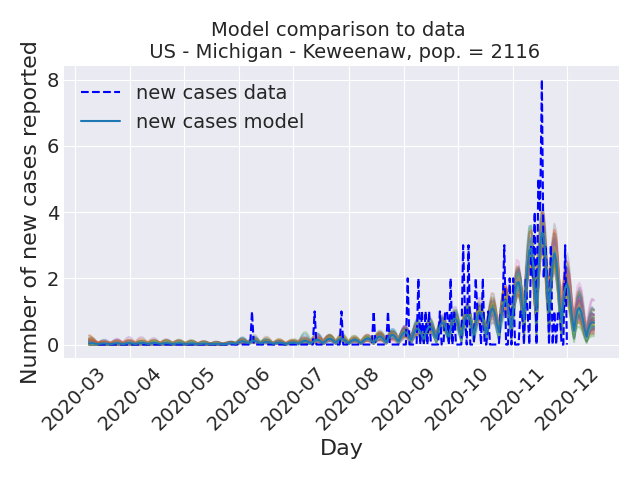 Model comparison to data
US - Michigan - Keweenaw, pop. = 2116
Number of new cases reported
8
6
4
2
0
new cases data
new cases model
2020-03
2020-04
2020-05
2020-06
2020-07
2020-08
2020-09
2020-10
2020-11
2020-12
Day